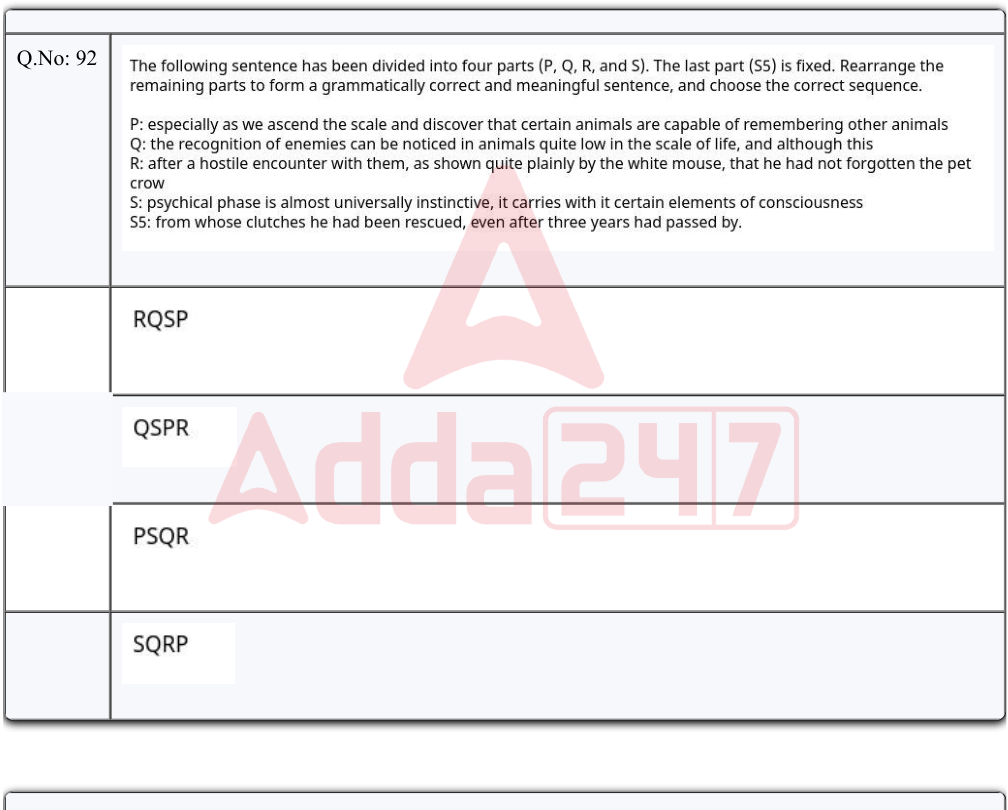 Q.No: 92
The following sentence has been divided into four parts (P, Q, R, and S). The last part (S5) is fixed. Rearrange the
remaining parts to form a grammatically correct and meaningful sentence, and choose the correct sequence.
P: especially as we ascend the scale and discover that certain animals are capable of remembering other animals
Q: the recognition of enemies can be noticed in animals quite low in the scale of life, and although this
R: after a hostile encounter with them, as shown quite plainly by the white mouse, that he had not forgotten the pet
crow
S: psychical phase is almost universally instinctive, it carries with it certain elements of consciousness
S5: from whose clutches he had been rescued, even after three years had passed by.
RQSP
QSPR
Adda247
PSQR
SQRP